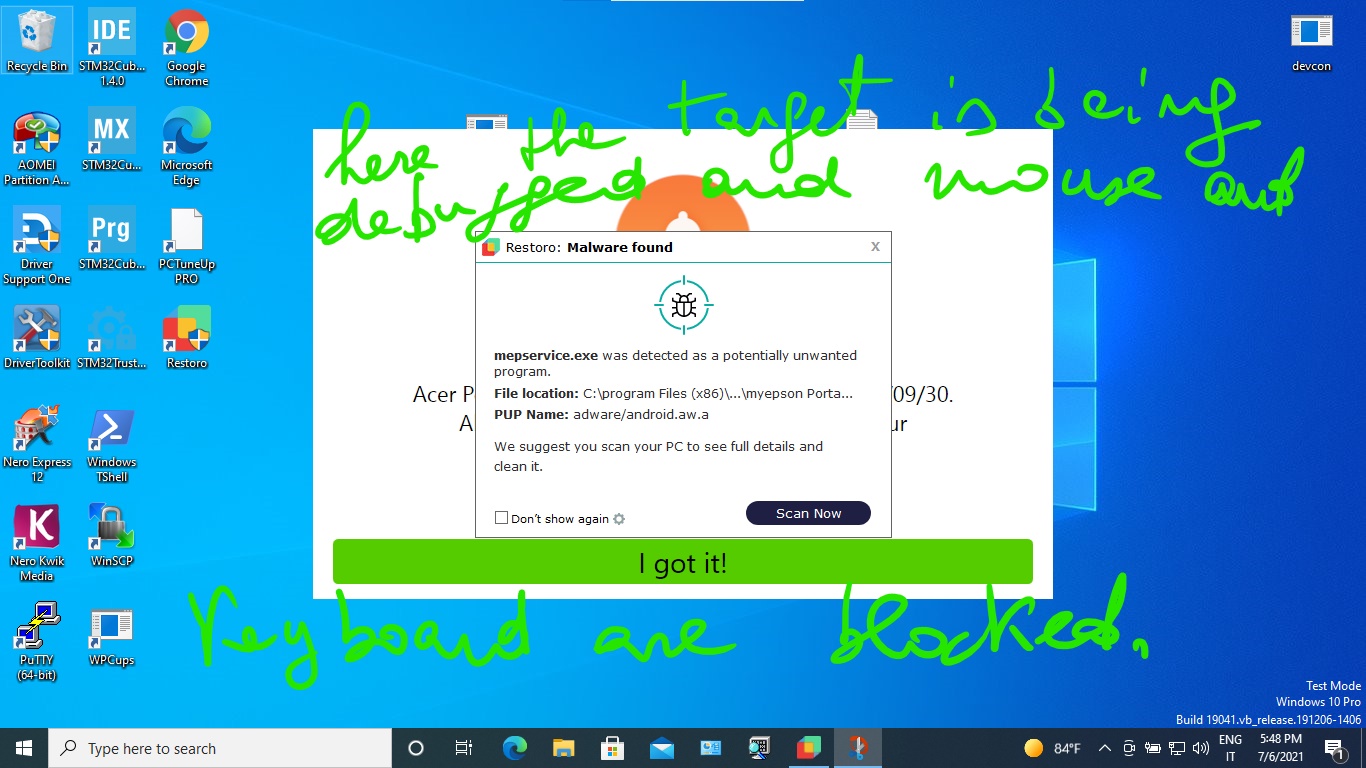 Recycle Bin
STM32Cub... 1.4.0
Google Chrome
devcon
IDE
AOMEI Partition A...
MX
STM32Cu...
Microsoft Edge
Driver Support One
Prg
STM32Cub...
PCTuneUp PRO
DriverToolkit
STM32Trust...
Restoro
Nero Express 12
Windows TShell
Nero Kwik Media
WinSCP
PuTTY (64-bit)
WPCups
here the target is being
debugged and mouse and
Keyboard are blocked.
Restoro: Malware found
X
mepservice.exe was detected as a potentially unwanted
program.
File location: C:\program Files (x86)\...\myepson Porta...
PUP Name: adware/android.aw.a
We suggest you scan your PC to see full details and
clean it.
Don't show again
Scan Now
Acer P
/09/30.
A
ur
I got it!
Test Mode
Windows 10 Pro
Build 19041.vb_release.191206-1406
Type here to search
84°F
ENG
IT
5:48 PM
7/6/2021
1